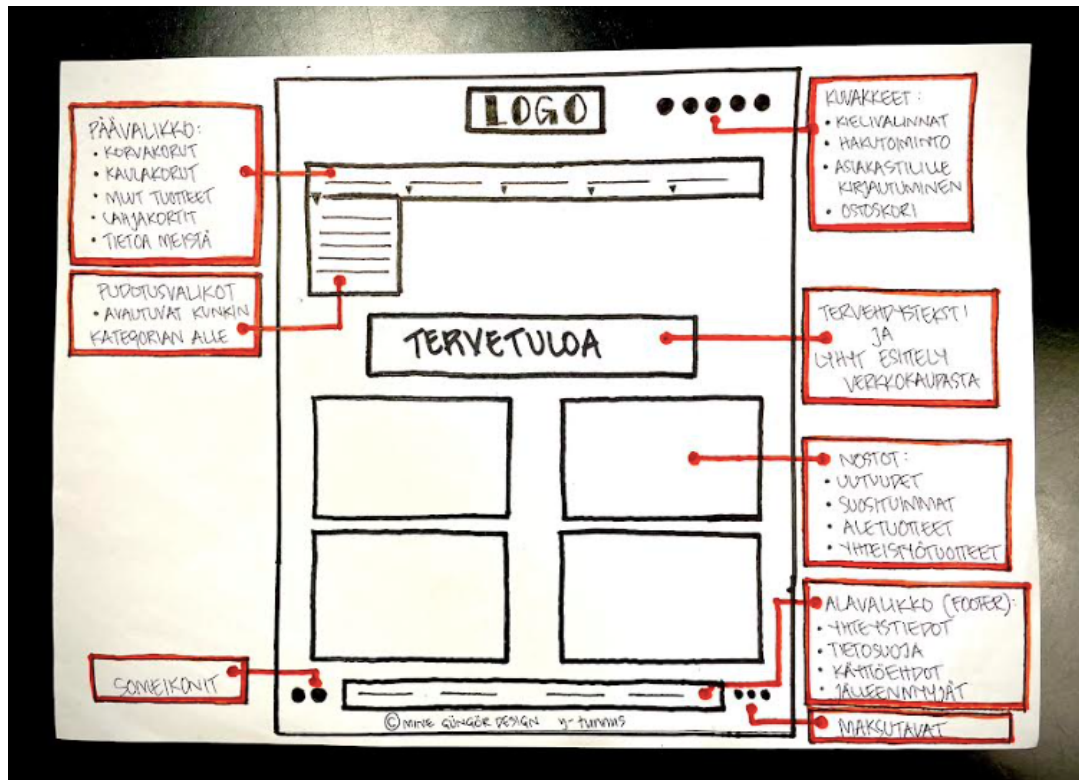 LOGO
PÄÄVALIKKO:
• KORVAKORUT
• KAULAKORUT
• MUUT TUOTTEET
• LAHJAKORTIT
• TIETOA MEISTÄ
PUDOTUSVALIKOT
• AVAUTUVAT KUNKIN
KATEGORIAN ALLE
KUVAKKEET:
• KIELIVALINNAT
• HAKUTOIMINTO
• ASIAKASTILILLE
KIRJAUTUMINEN
• OSTOSKORI
TERVETULOA
TERVEHDYSTEKSTI
JA
LYHYT ESITTELY
VERKKOKAUPASTA
NOSTOT:
• UUTUUDET
• SUOSITUIMMAT
• ALETUOTTEET
• YHTEISTYÖTUOTTEET
ALAVALIKKO (FOOTER):
• YHTEYSTIEDOT
• TIETOSUOJA
• KÄYTTÖEHDOT
• JÄLLEENMYYJÄT
SOMEIKONIT
MAKSUTAVAT
© MINE GÜNGÖR DESIGN y-tunnus